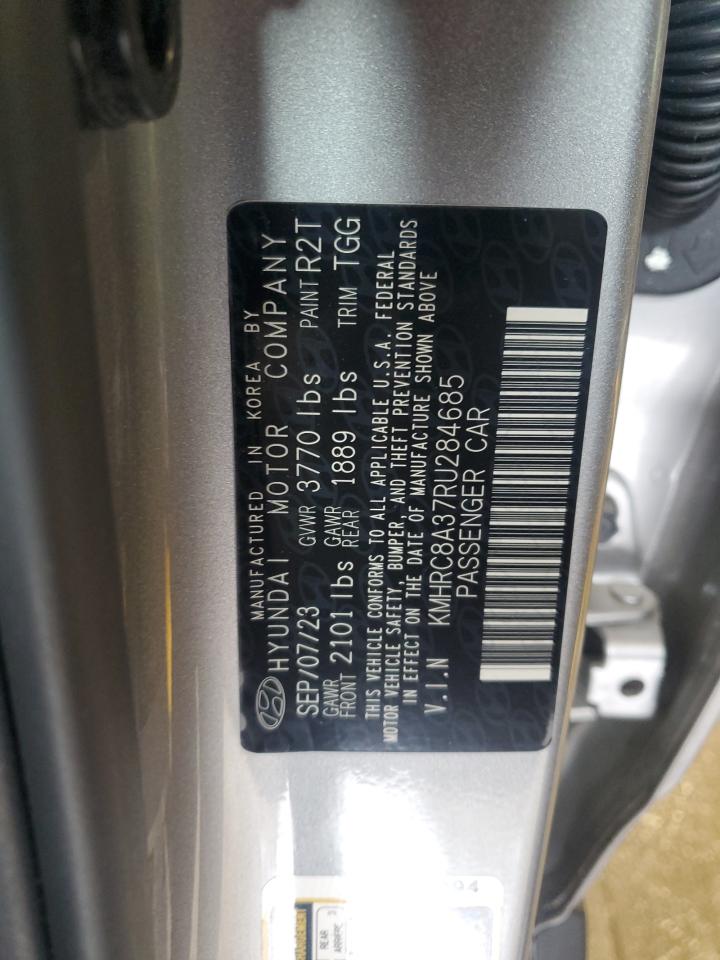 MANUFACTURED IN KOREA BY
HYUNDAI MOTOR COMPANY
SEP/07/23 GVWR 3770 lbs PAINT R2T
GAWR FRONT 2101 lbs GAWR REAR 1889 lbs TRIM TGG
THIS VEHICLE CONFORMS TO ALL APPLICABLE U.S.A. FEDERAL
MOTOR VEHICLE SAFETY, BUMPER, AND THEFT PREVENTION STANDARDS
IN EFFECT ON THE DATE OF MANUFACTURE SHOWN ABOVE
V.I.N KMHRC8A37RU284685
PASSENGER CAR
REAR